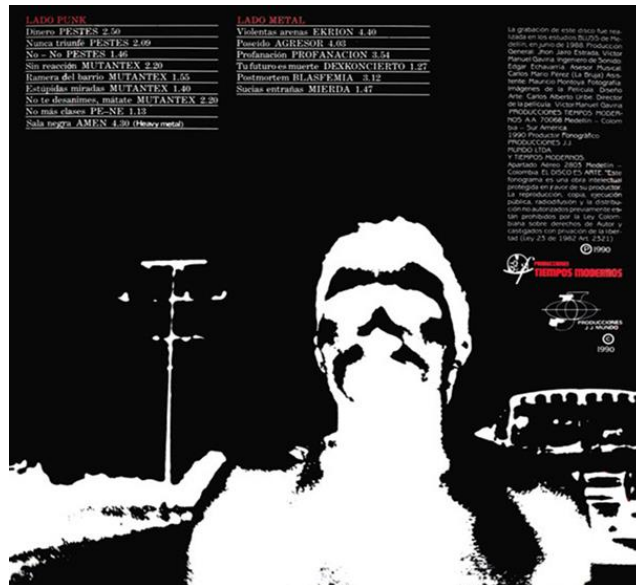 LADO PUNK
Dinero PESTES 2.50
Nunca triunfé PESTES 2.09
No - No PESTES 1.46
Sin reacción MUTANTEX 2.20
Ramera del barrio MUTANTEX 1.55
Estúpidas miradas MUTANTEX 1.40
No te desanimes, mátate MUTANTEX 2.20
No más clases PE-NE 1.13
Sala negra AMEN 4.30 (Heavy metal)
LADO METAL
Violentas arenas EKRION 4.40
Poseído AGRESOR 4.03
Profanación PROFANACION 3.54
Tu futuro es muerte DEXKONCIERTO 1.27
Postmortem BLASFEMIA 3.12
Sucias entrañas MIERDA 1.47
La grabación de este disco fue rea-
lizada en los estudios BLUSS de Me-
dellín, en junio de 1988. Producción
General: Jhon Jairo Estrada, Víctor
Manuel Gaviria. Ingeniero de Sonido:
Edgar Echavarría. Asesor Musical:
Carlos Mario Pérez (La Bruja). Asis-
tente: Mauricio Montoya. Fotografía:
Imágenes de la Película. Diseño
Arte: Carlos Alberto Uribe. Director
de la película: Víctor Manuel Gaviria
PRODUCCIONES TIEMPOS MODER-
NOS A.A. 70068 Medellín - Colom-
bia - Sur América.
1990 Productor Fonográfico
PRODUCCIONES J.J.
MUNDO LTDA.
Y TIEMPOS MODERNOS.
Apartado Aéreo 2803 Medellín -
Colombia. EL DISCO ES ARTE. "Este
fonograma es una obra intelectual
protegida en favor de su productor.
La reproducción, copia, ejecución
pública, radiodifusión y la distribu-
ción no autorizados previamente es-
tán prohibidos por la Ley Colom-
biana sobre derechos de Autor y
castigados con privación de la liber-
tad (Ley 23 de 1982 Art. 232)
℗ 1990
PRODUCCIONES
TIEMPOS MODERNOS
PRODUCCIONES
J.J. MUNDO
©
1990